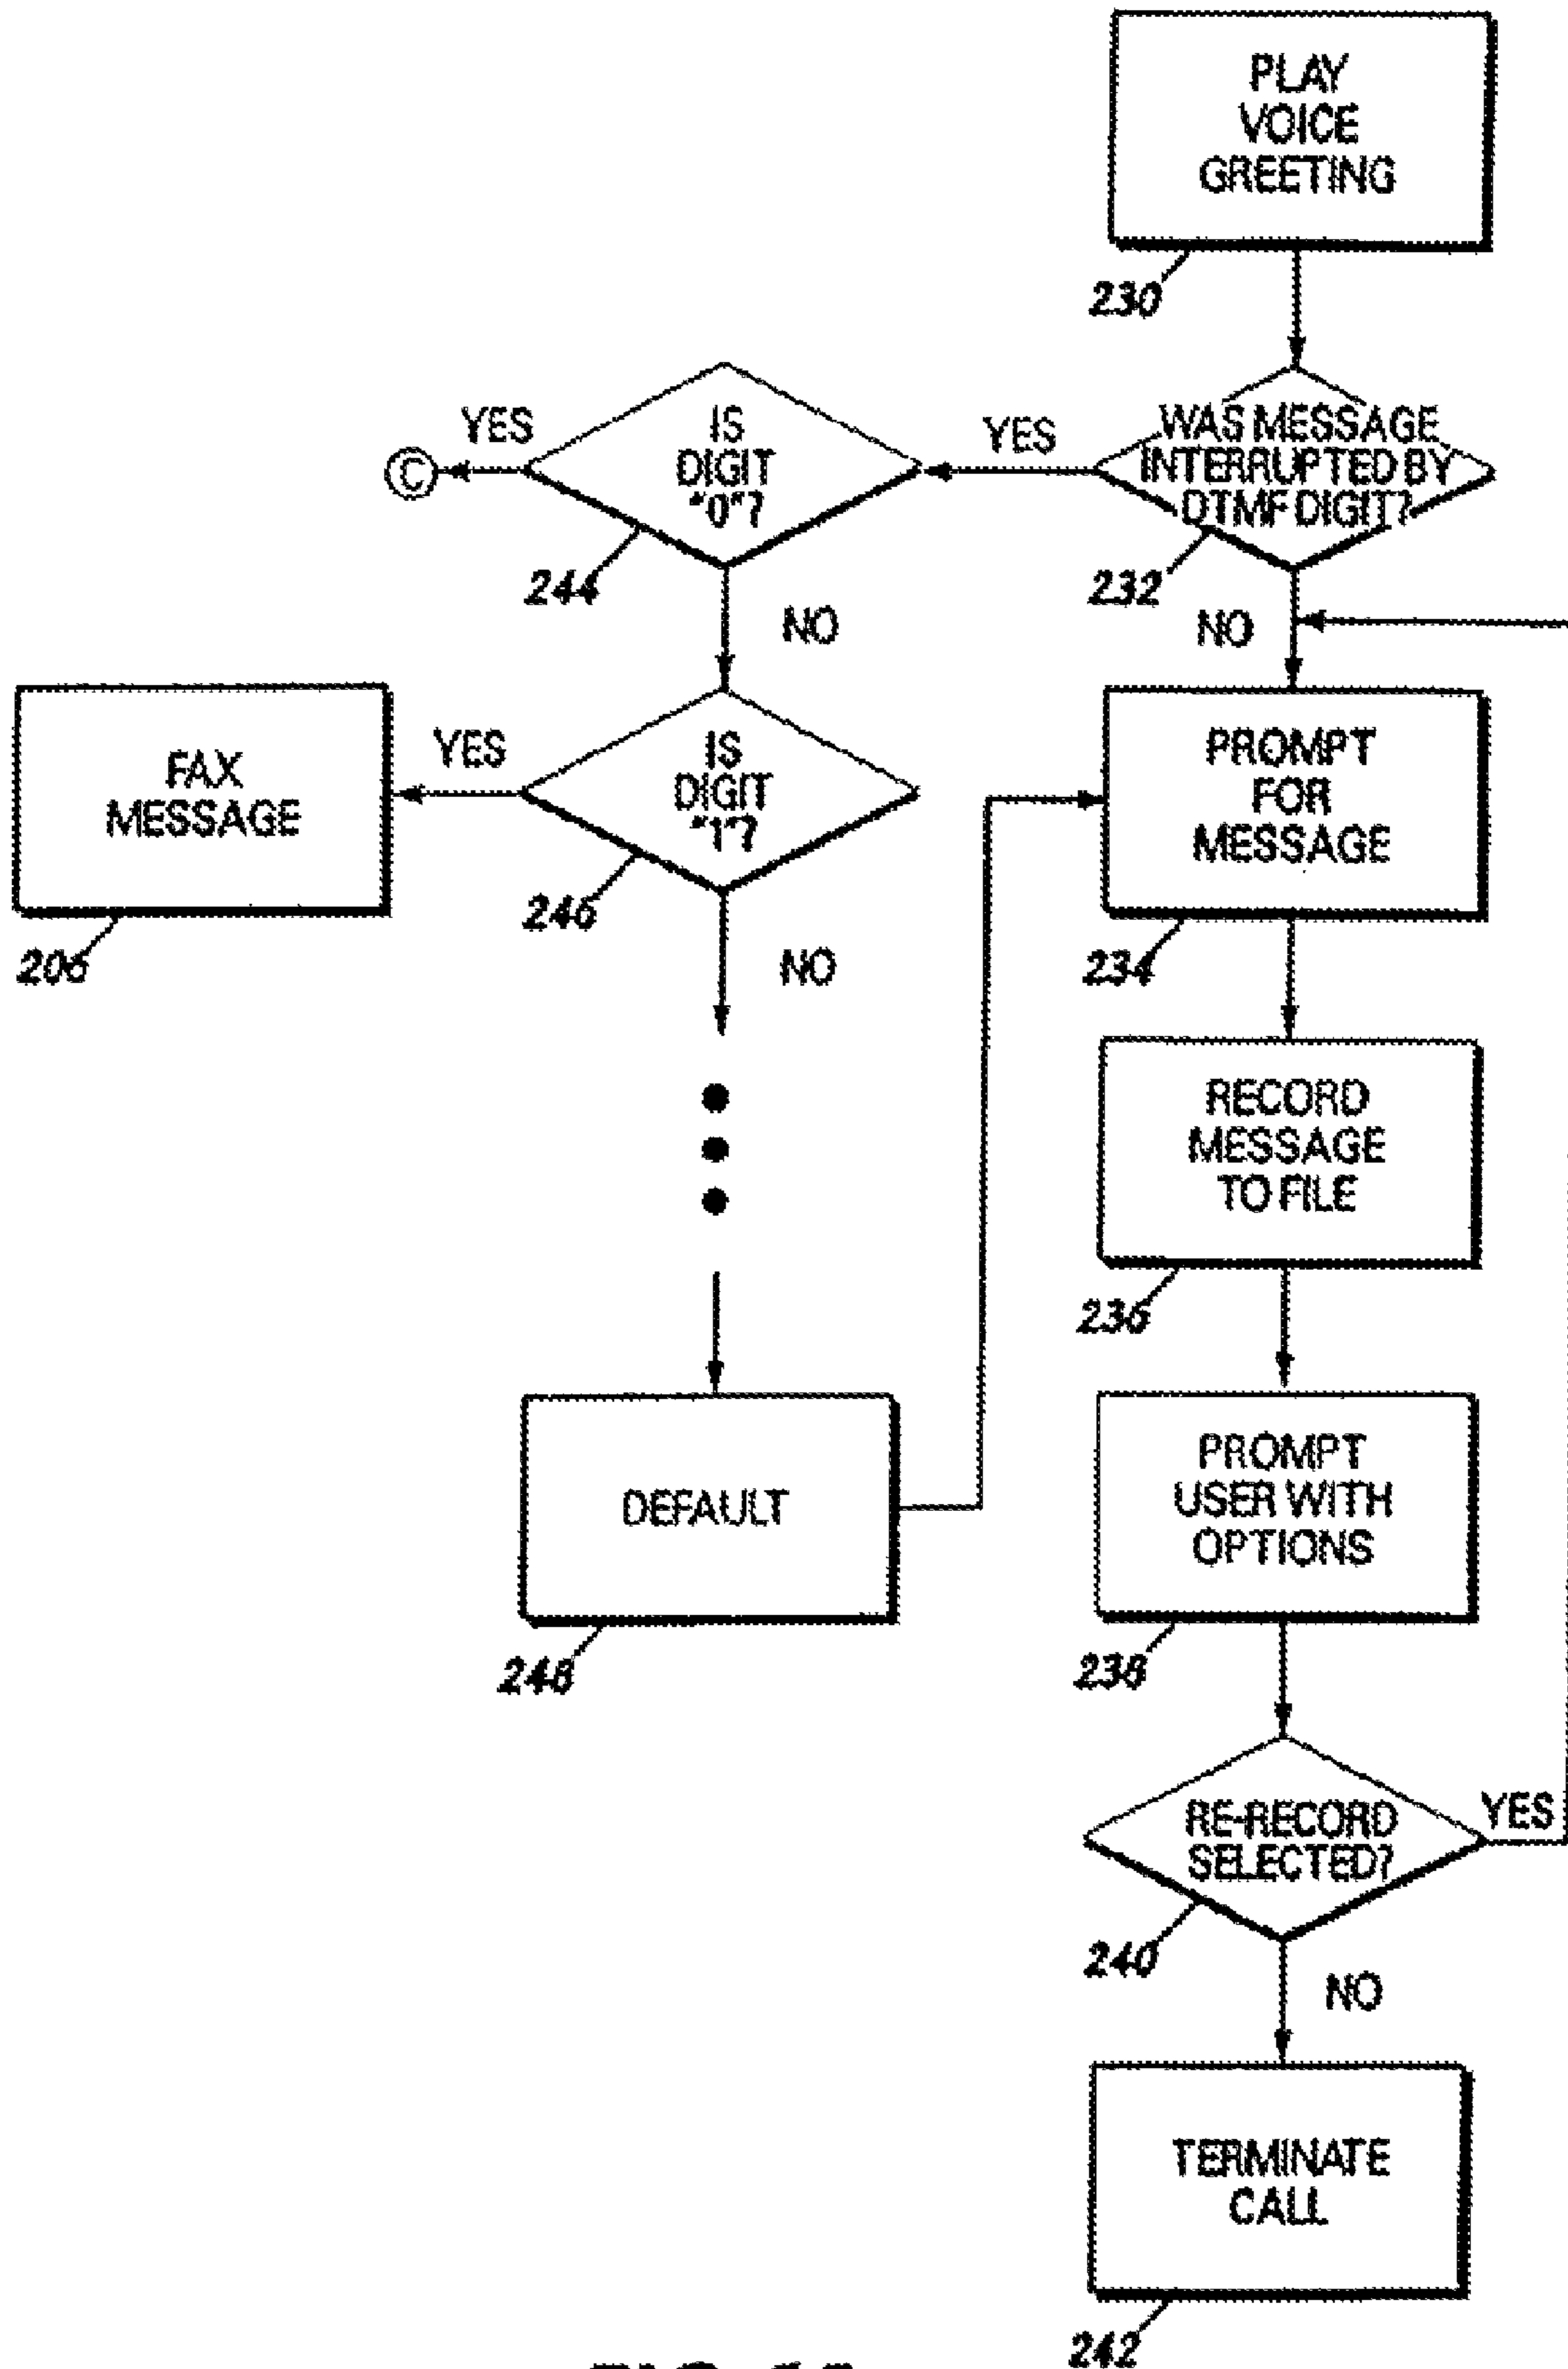 PLAY
VOICE
GREETING
230
WAS MESSAGE
INTERRUPTED BY
DTMF DIGIT?
232
YES
IS
DIGIT
"0"?
244
YES
C
NO
NO
IS
DIGIT
"1"?
246
YES
FAX
MESSAGE
206
NO
PROMPT
FOR
MESSAGE
234
RECORD
MESSAGE
TO FILE
236
DEFAULT
248
PROMPT
USER WITH
OPTIONS
238
RE-RECORD
SELECTED?
240
YES
NO
TERMINATE
CALL
242